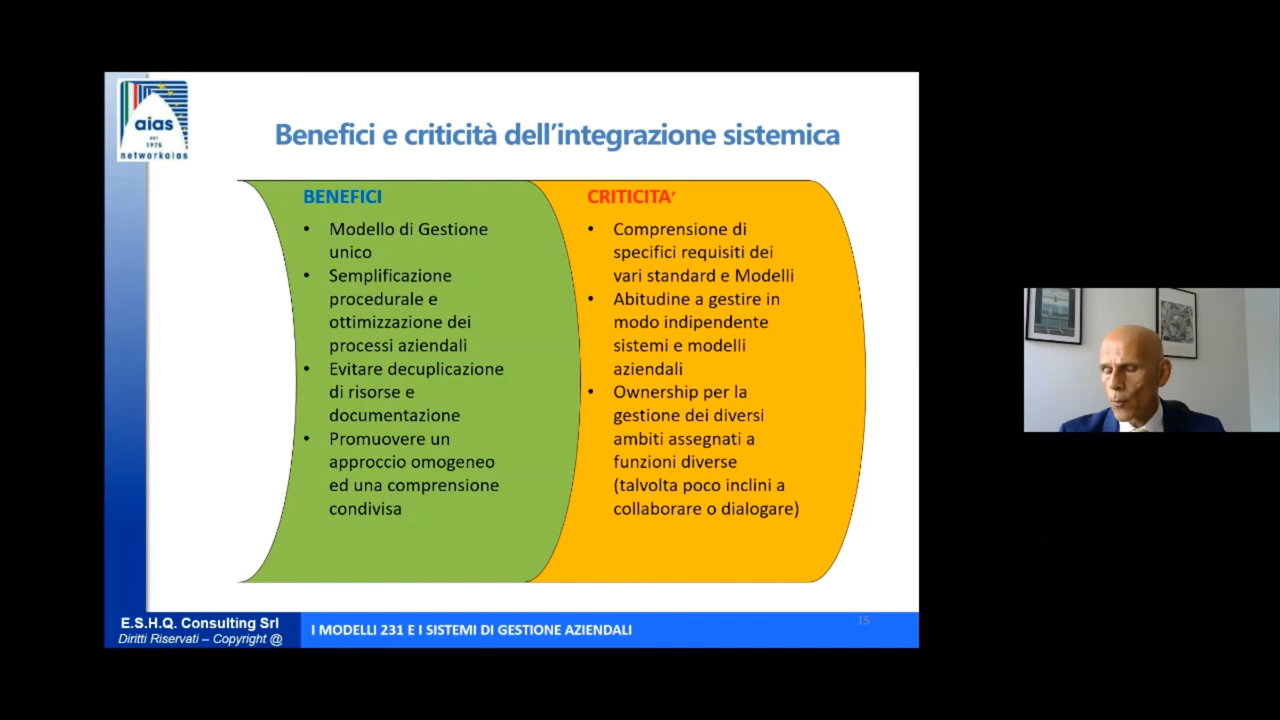 aias
est
1975
networkaias
Benefici e criticità dell'integrazione sistemica
BENEFICI
• Modello di Gestione
unico
• Semplificazione
procedurale e
ottimizzazione dei
processi aziendali
• Evitare decuplicazione
di risorse e
documentazione
• Promuovere un
approccio omogeneo
ed una comprensione
condivisa
CRITICITA'
• Comprensione di
specifici requisiti dei
vari standard e Modelli
• Abitudine a gestire in
modo indipendente
sistemi e modelli
aziendali
• Ownership per la
gestione dei diversi
ambiti assegnati a
funzioni diverse
(talvolta poco inclini a
collaborare o dialogare)
E.S.H.Q. Consulting Srl
Diritti Riservati – Copyright @
I MODELLI 231 E I SISTEMI DI GESTIONE AZIENDALI
15